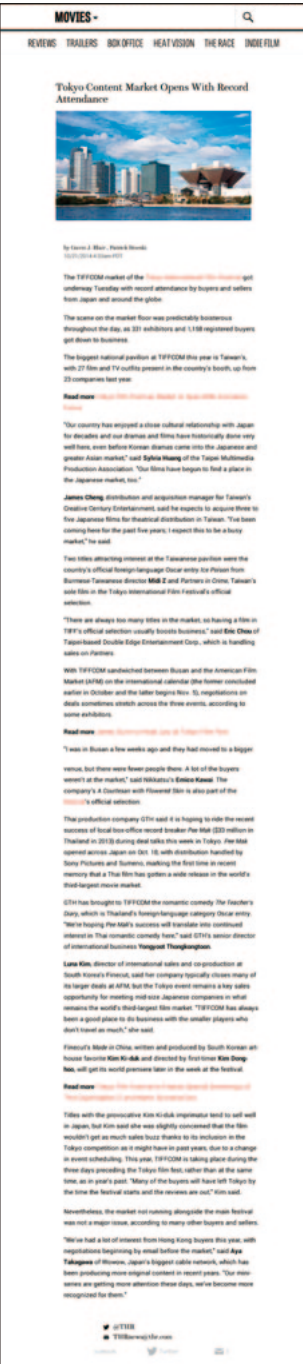 MOVIES
REVIEWS TRAILERS BOX OFFICE HEAT VISION THE RACE INDIE FILM
Tokyo Content Market Opens With Record
Attendance
by Gavin J. Blair, Patrick Brzeski
The TIFFCOM market of the got
underway Tuesday with record attendance by buyers and sellers
from Japan and around the globe.
The scene on the market floor was predictably boisterous
throughout the day, as 331 exhibitors and 1,158 registered buyers
got down to business.
The biggest national pavilion at TIFFCOM this year is Taiwan's,
with 27 film and TV outfits present in the country's booth, up from
23 companies last year.
Read more
"Our country has enjoyed a close cultural relationship with Japan
for decades and our dramas and films have historically done very
well here, even before Korean dramas came into the Japanese and
greater Asian market," said Sylvia Huang of the Taipei Multimedia
Production Association. "Our films have begun to find a place in
the Japanese market, too."
James Cheng, distribution and acquisition manager for Taiwan's
Creative Century Entertainment, said he expects to acquire three to
five Japanese films for theatrical distribution in Taiwan. "I've been
coming here for the past five years; I expect this to be a busy
market," he said.
Two titles attracting interest at the Taiwanese pavilion were the
country's official foreign-language Oscar entry Ice Poison from
Burmese-Taiwanese director Midi Z and Partners in Crime, Taiwan's
sole film in the Tokyo International Film Festival's official
selection.
"There are always too many titles in the market, so having a film in
TIFF's official selection usually boosts business," said Eric Chou of
Taipei-based Double Edge Entertainment Corp., which is handling
sales on Partners.
With TIFFCOM sandwiched between Busan and the American Film
Market (AFM) on the international calendar (the former concluded
earlier in October and the latter begins Nov. 5), negotiations on
deals sometimes stretch across the three events, according to
some exhibitors.
Read more
"I was in Busan a few weeks ago and they had moved to a bigger
venue, but there were fewer people there. A lot of the buyers
weren't at the market," said Nikkatsu's Emico Kawai. The
company's A Courtesan with Flowered Skin is also part of the
's official selection.
Thai production company GTH said it is hoping to ride the recent
success of local box-office record breaker Pee Mak ($33 million in
Thailand in 2013) during deal talks this week in Tokyo. Pee Mak
opened across Japan on Oct. 18, with distribution handled by
Sony Pictures and Sumeno, marking the first time in recent
memory that a Thai film has gotten a wide release in the world's
third-largest movie market.
GTH has brought to TIFFCOM the romantic comedy The Teacher's
Diary, which is Thailand's foreign-language category Oscar entry.
"We're hoping Pee Mak's success will translate into continued
interest in Thai romantic comedy here," said GTH's senior director
of international business Yongyoot Thongkongtoon.
Luna Kim, director of international sales and co-production at
South Korea's Finecut, said her company typically closes many of
its larger deals at AFM, but the Tokyo event remains a key sales
opportunity for meeting mid-size Japanese companies in what
remains the world's third-largest film market. "TIFFCOM has always
been a good place to do business with the smaller players who
don't travel as much," she said.
Finecut's Made in China, written and produced by South Korean art-
house favorite Kim Ki-duk and directed by first-timer Kim Dong-
hoo, will get its world premiere later in the week at the festival.
Read more
Titles with the provocative Kim Ki-duk imprimatur tend to sell well
in Japan, but Kim said she was slightly concerned that the film
wouldn't get as much sales buzz thanks to its inclusion in the
Tokyo competition as it might have in past years, due to a change
in event scheduling. This year, TIFFCOM is taking place during the
three days preceding the Tokyo film fest, rather than at the same
time, as in year's past. "Many of the buyers will have left Tokyo by
the time the festival starts and the reviews are out," Kim said.
Nevertheless, the market not running alongside the main festival
was not a major issue, according to many other buyers and sellers.
"We've had a lot of interest from Hong Kong buyers this year, with
negotiations beginning by email before the market," said Aya
Takagawa of Wowow, Japan's biggest cable network, which has
been producing more original content in recent years. "Our mini-
series are getting more attention these days, we've become more
recognized for them."
@THR
THRnews@thr.com